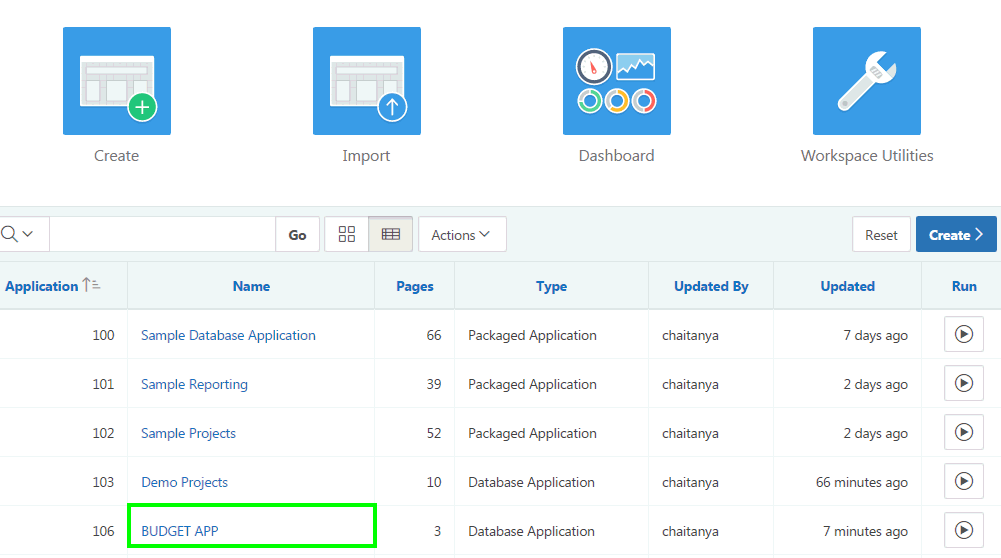 Create Import Dashboard Workspace Utilities
Go Actions Reset Create
Application Name Pages Type Updated By Updated Run
100 Sample Database Application 66 Packaged Application chaitanya 7 days ago
101 Sample Reporting 39 Packaged Application chaitanya 2 days ago
102 Sample Projects 52 Packaged Application chaitanya 2 days ago
103 Demo Projects 10 Database Application chaitanya 66 minutes ago
106 BUDGET APP 3 Database Application chaitanya 7 minutes ago